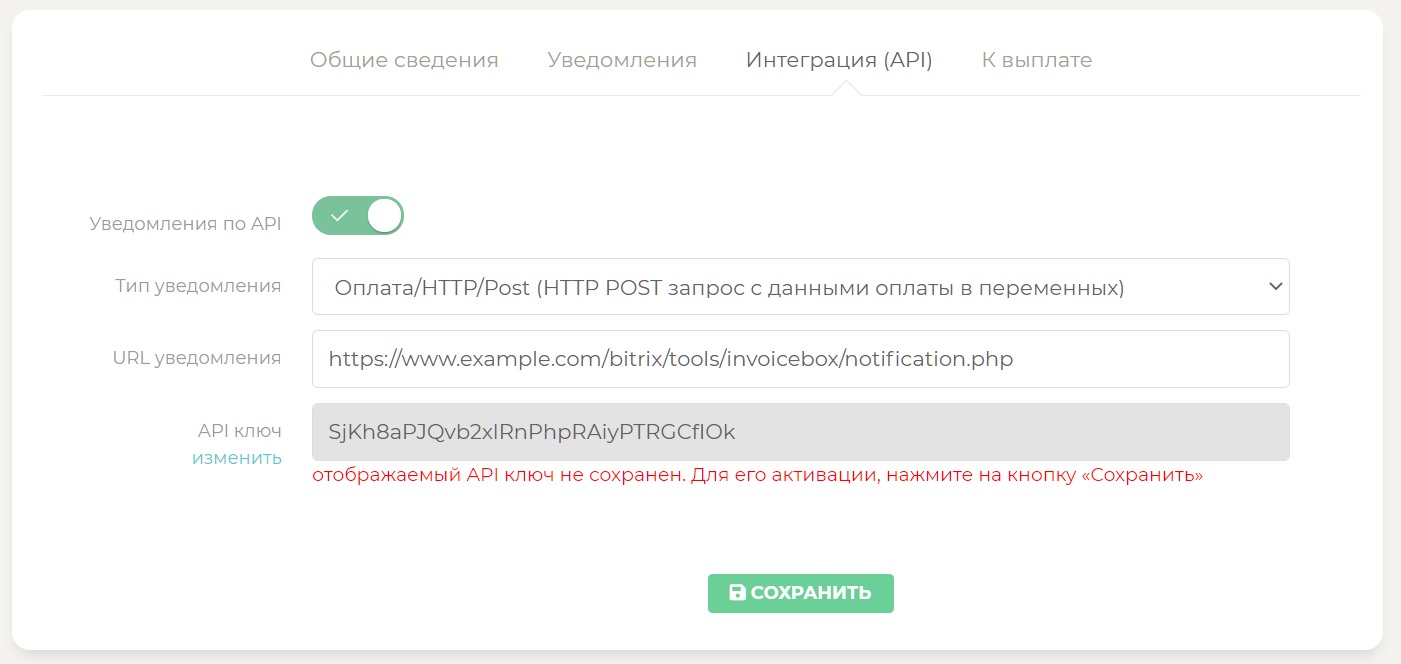 Общие сведения Уведомления Интеграция (API) К выплате
Уведомления по API
Тип уведомления Оплата/HTTP/Post (HTTP POST запрос с данными оплаты в переменных)
URL уведомления https://www.example.com/bitrix/tools/invoicebox/notification.php
API ключ SjKh8aPJQvb2xlRnPhpRAiyPTRGCfIOk
изменить
отображаемый API ключ не сохранен. Для его активации, нажмите на кнопку «Сохранить»
СОХРАНИТЬ